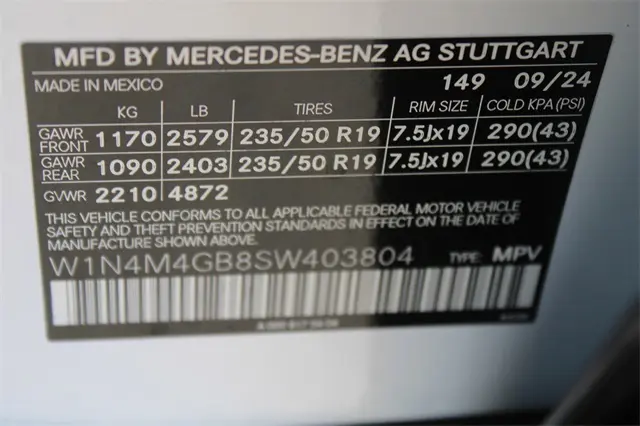 MFD BY MERCEDES-BENZ AG STUTTGART
MADE IN MEXICO 149 09/24
KG LB TIRES RIM SIZE COLD KPA (PSI)
GAWR FRONT 1170 2579 235/50 R19 7.5Jx19 290(43)
GAWR REAR 1090 2403 235/50 R19 7.5Jx19 290(43)
GVWR 2210 4872
THIS VEHICLE CONFORMS TO ALL APPLICABLE FEDERAL MOTOR VEHICLE
SAFETY AND THEFT PREVENTION STANDARDS IN EFFECT ON THE DATE OF
MANUFACTURE SHOWN ABOVE.
W1N4M4GB8SW403804 TYPE: MPV